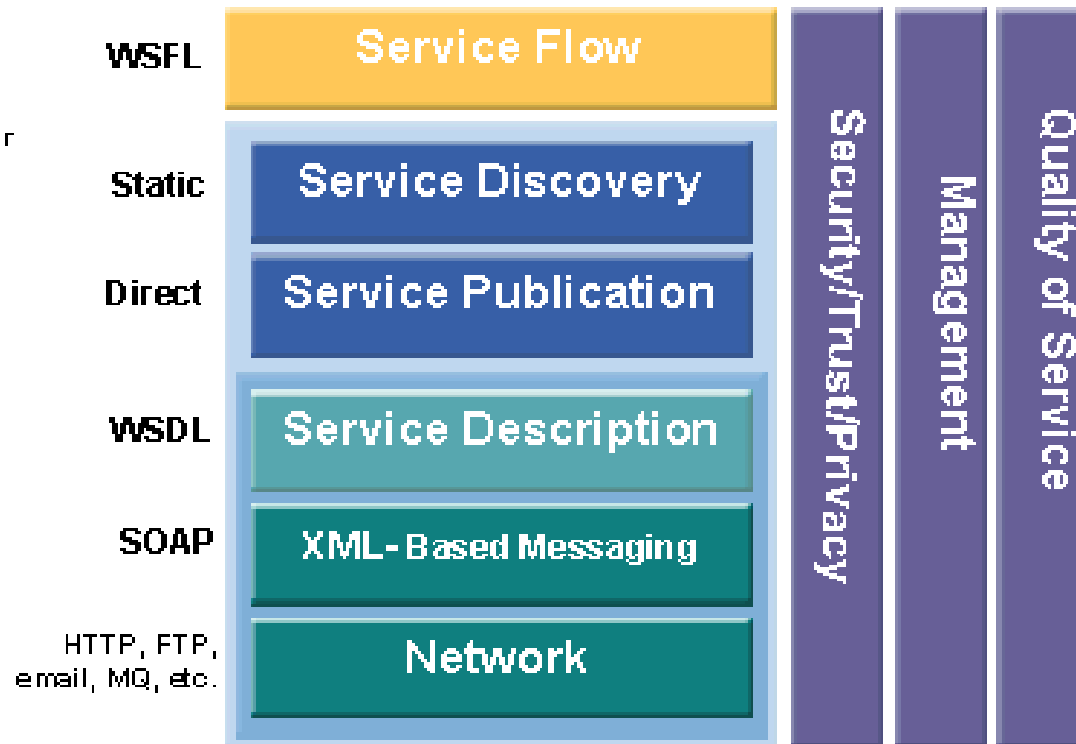 WSFL
Service Flow
r
Static
Service Discovery
Direct
Service Publication
WSDL
Service Description
SOAP
XML-Based Messaging
HTTP, FTP,
email, MQ, etc.
Network
Security/Trust/Privacy
Management
Quality of Service